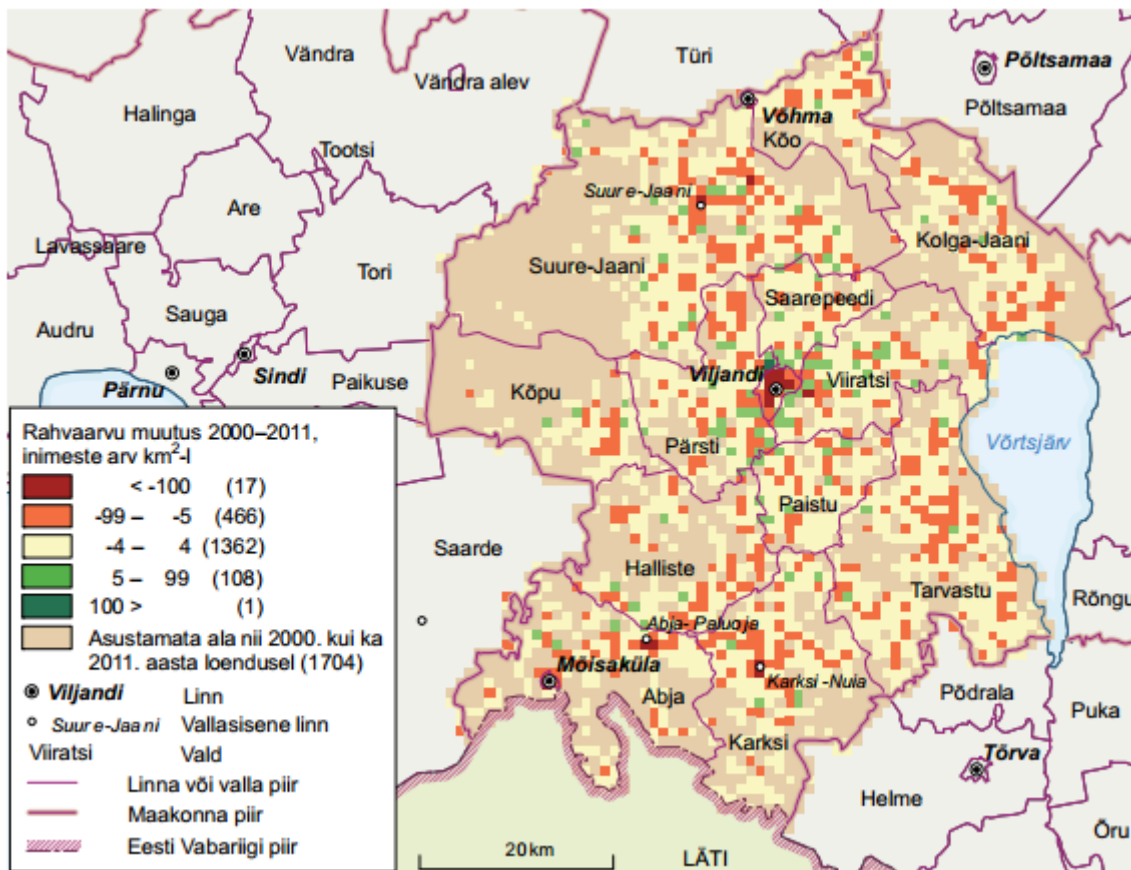 Vändra
Türi
Põltsamaa
Vändra alev
Põltsamaa
Halinga
Võhma
Kõo
Tootsi
Suure-Jaani
Are
Kolga-Jaani
Lavassaare
Tori
Suure-Jaani
Saarepeedi
Sauga
Audru
Sindi
Viljandi
Viiratsi
Pärnu
Paikuse
Kõpu
Võrtsjärv
Pärsti
Paistu
Saarde
Halliste
Tarvastu
Rõngu
Abja-Paluoja
Mõisaküla
Karksi-Nuia
Abja
Põdrala
Puka
Karksi
Tõrva
Helme
Õru
LÄTI
20 km
Rahvaarvu muutus 2000–2011,
inimeste arv km²-l
< -100 (17)
-99 – -5 (466)
-4 – 4 (1362)
5 – 99 (108)
100 > (1)
Asustamata ala nii 2000. kui ka
2011. aasta loendusel (1704)
Viljandi Linn
Suure-Jaani Vallasisene linn
Viiratsi Vald
Linna või valla piir
Maakonna piir
Eesti Vabariigi piir